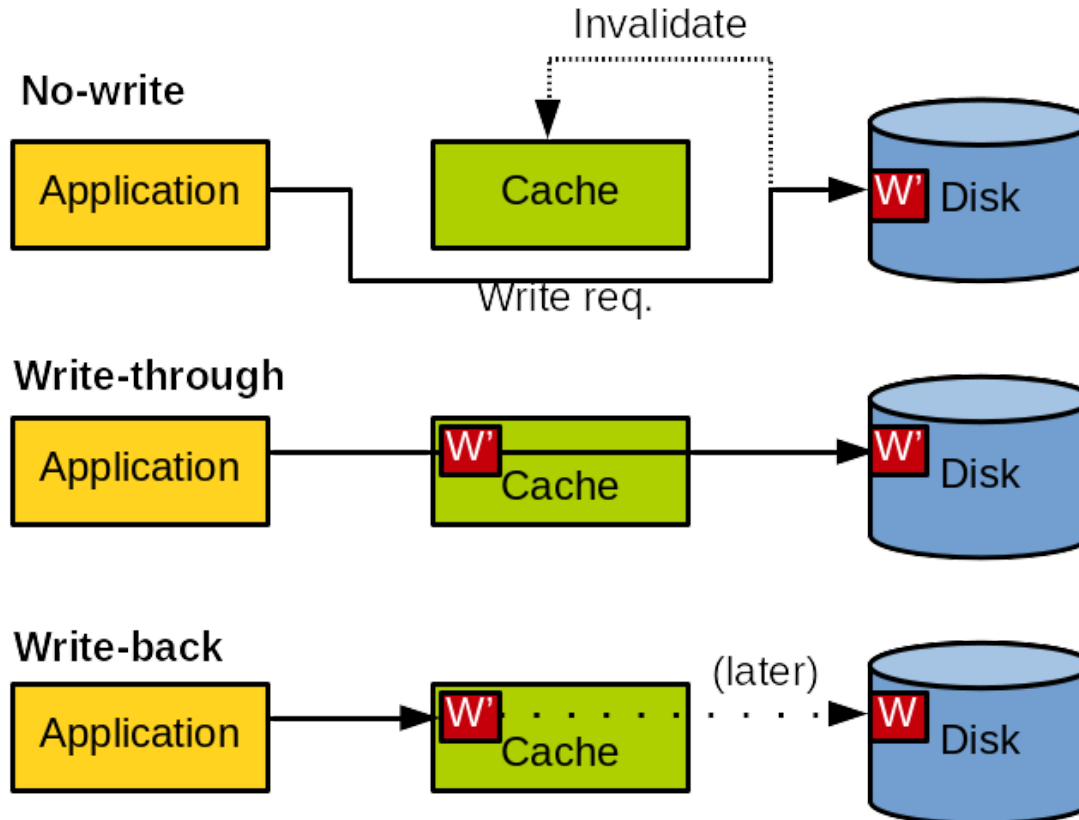 Invalidate
No-write
Application
Cache
W'
Disk
Write req.
Write-through
Application
W'
Cache
W'
Disk
Write-back
(later)
Application
W'
Cache
W
Disk